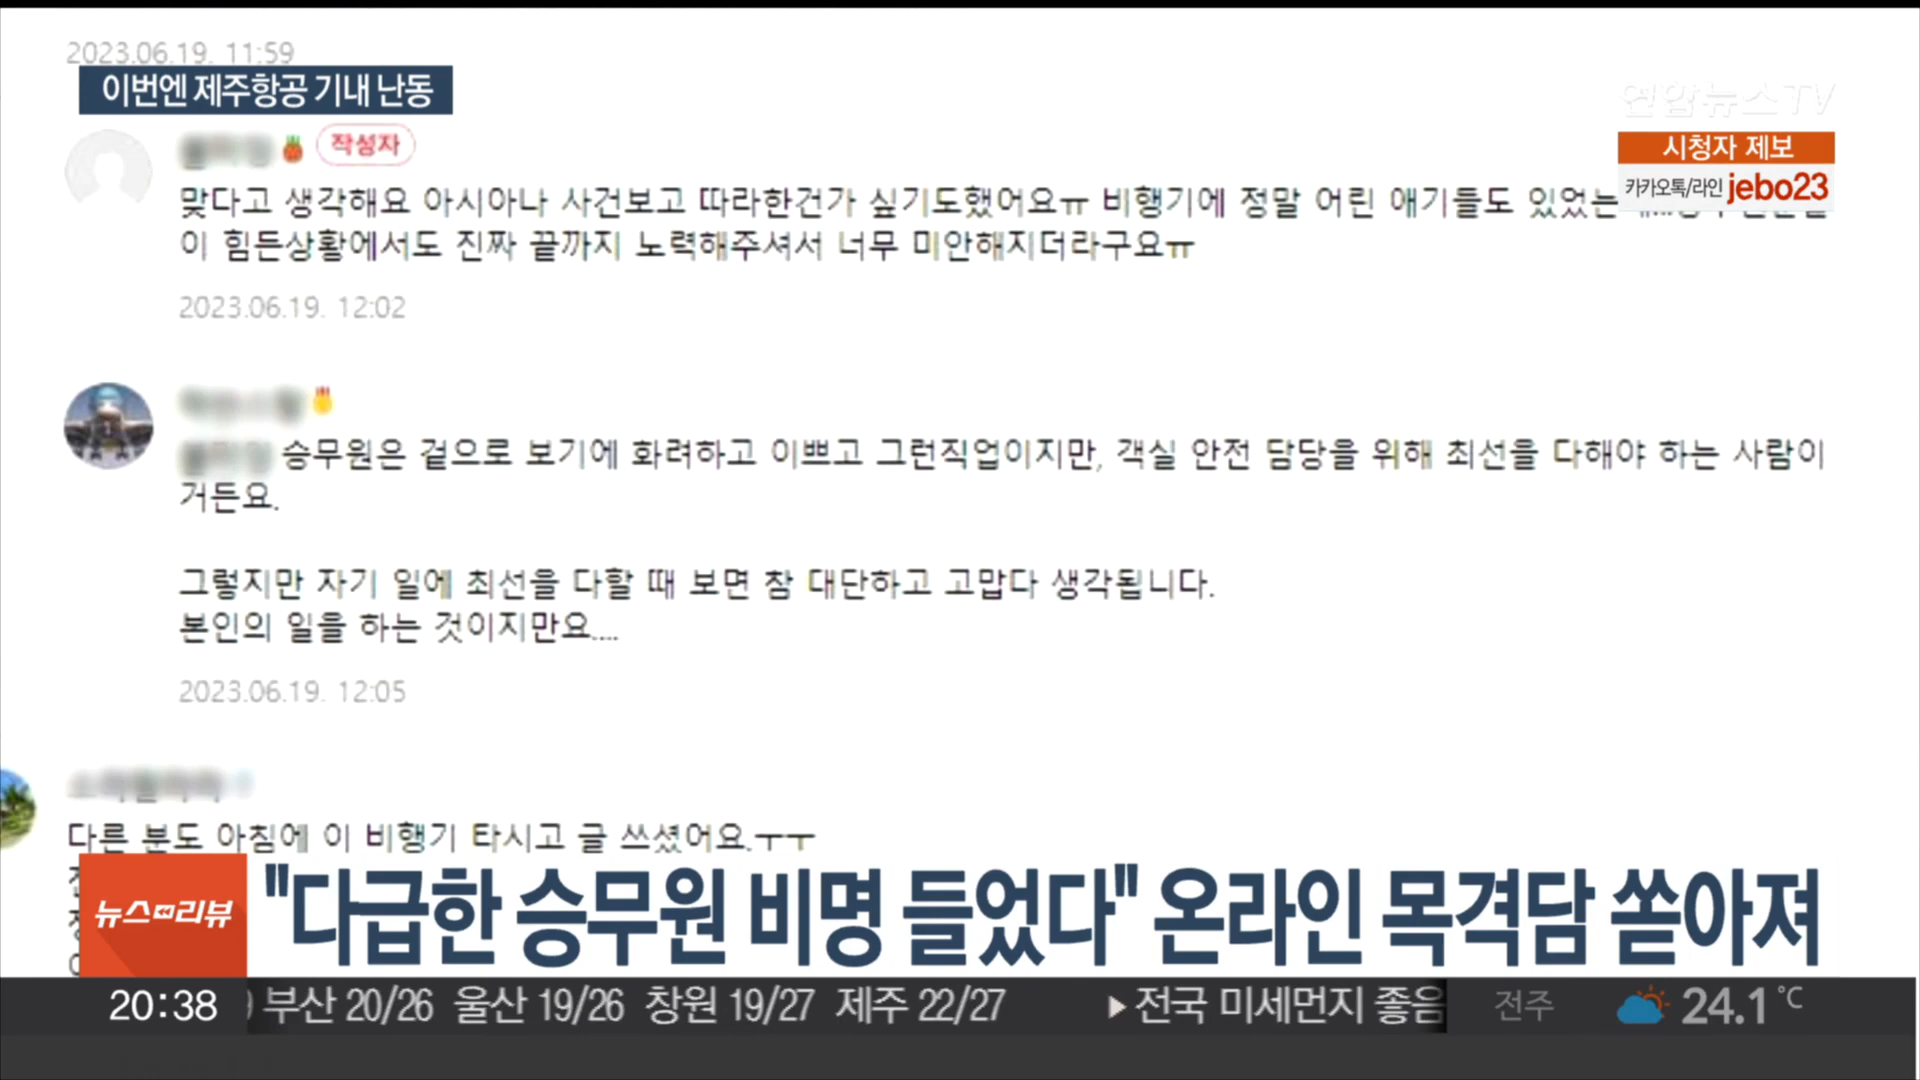 2023.06.19. 11:59
이번엔 제주항공 기내 난동
연합뉴스TV
시청자 제보
카카오톡/라인 jebo23
작성자
맞다고 생각해요 아시아나 사건보고 따라한건가 싶기도했어요ㅠ 비행기에 정말 어린 애기들도 있었는
이 힘든상황에서도 진짜 끝까지 노력해주셔서 너무 미안해지더라구요ㅠ
2023.06.19. 12:02
승무원은 겉으로 보기에 화려하고 이쁘고 그런직업이지만, 객실 안전 담당을 위해 최선을 다해야 하는 사람이
거든요.
그렇지만 자기 일에 최선을 다할 때 보면 참 대단하고 고맙다 생각됩니다.
본인의 일을 하는 것이지만요....
2023.06.19. 12:05
다른 분도 아침에 이 비행기 타시고 글 쓰셨어요.ㅜㅜ
뉴스리뷰
"다급한 승무원 비명 들었다" 온라인 목격담 쏟아져
20:38 부산 20/26 울산 19/26 창원 19/27 제주 22/27 ▶전국 미세먼지 좋음 전주 24.1℃